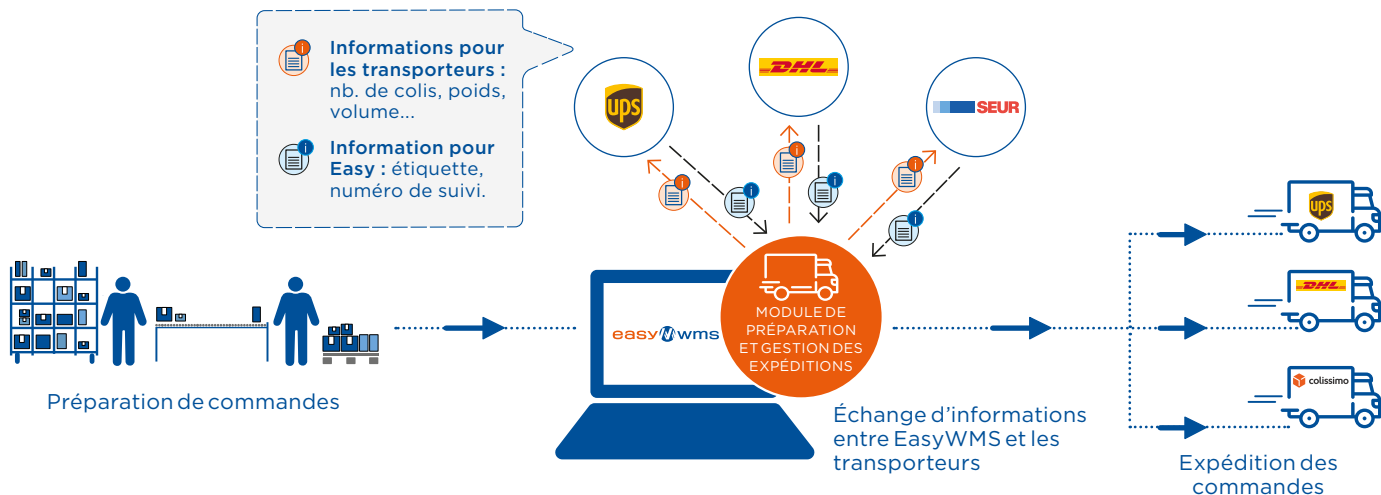 Informations pour
les transporteurs :
nb. de colis, poids,
volume...
Information pour
Easy : étiquette,
numéro de suivi.
i
i
ups
DHL
SEUR
i
i
i
i
i
i
easy wms
MODULE DE
PRÉPARATION
ET GESTION DES
EXPÉDITIONS
ups
DHL
colissimo
Préparation de commandes
Échange d'informations
entre EasyWMS et les
transporteurs
Expédition des
commandes